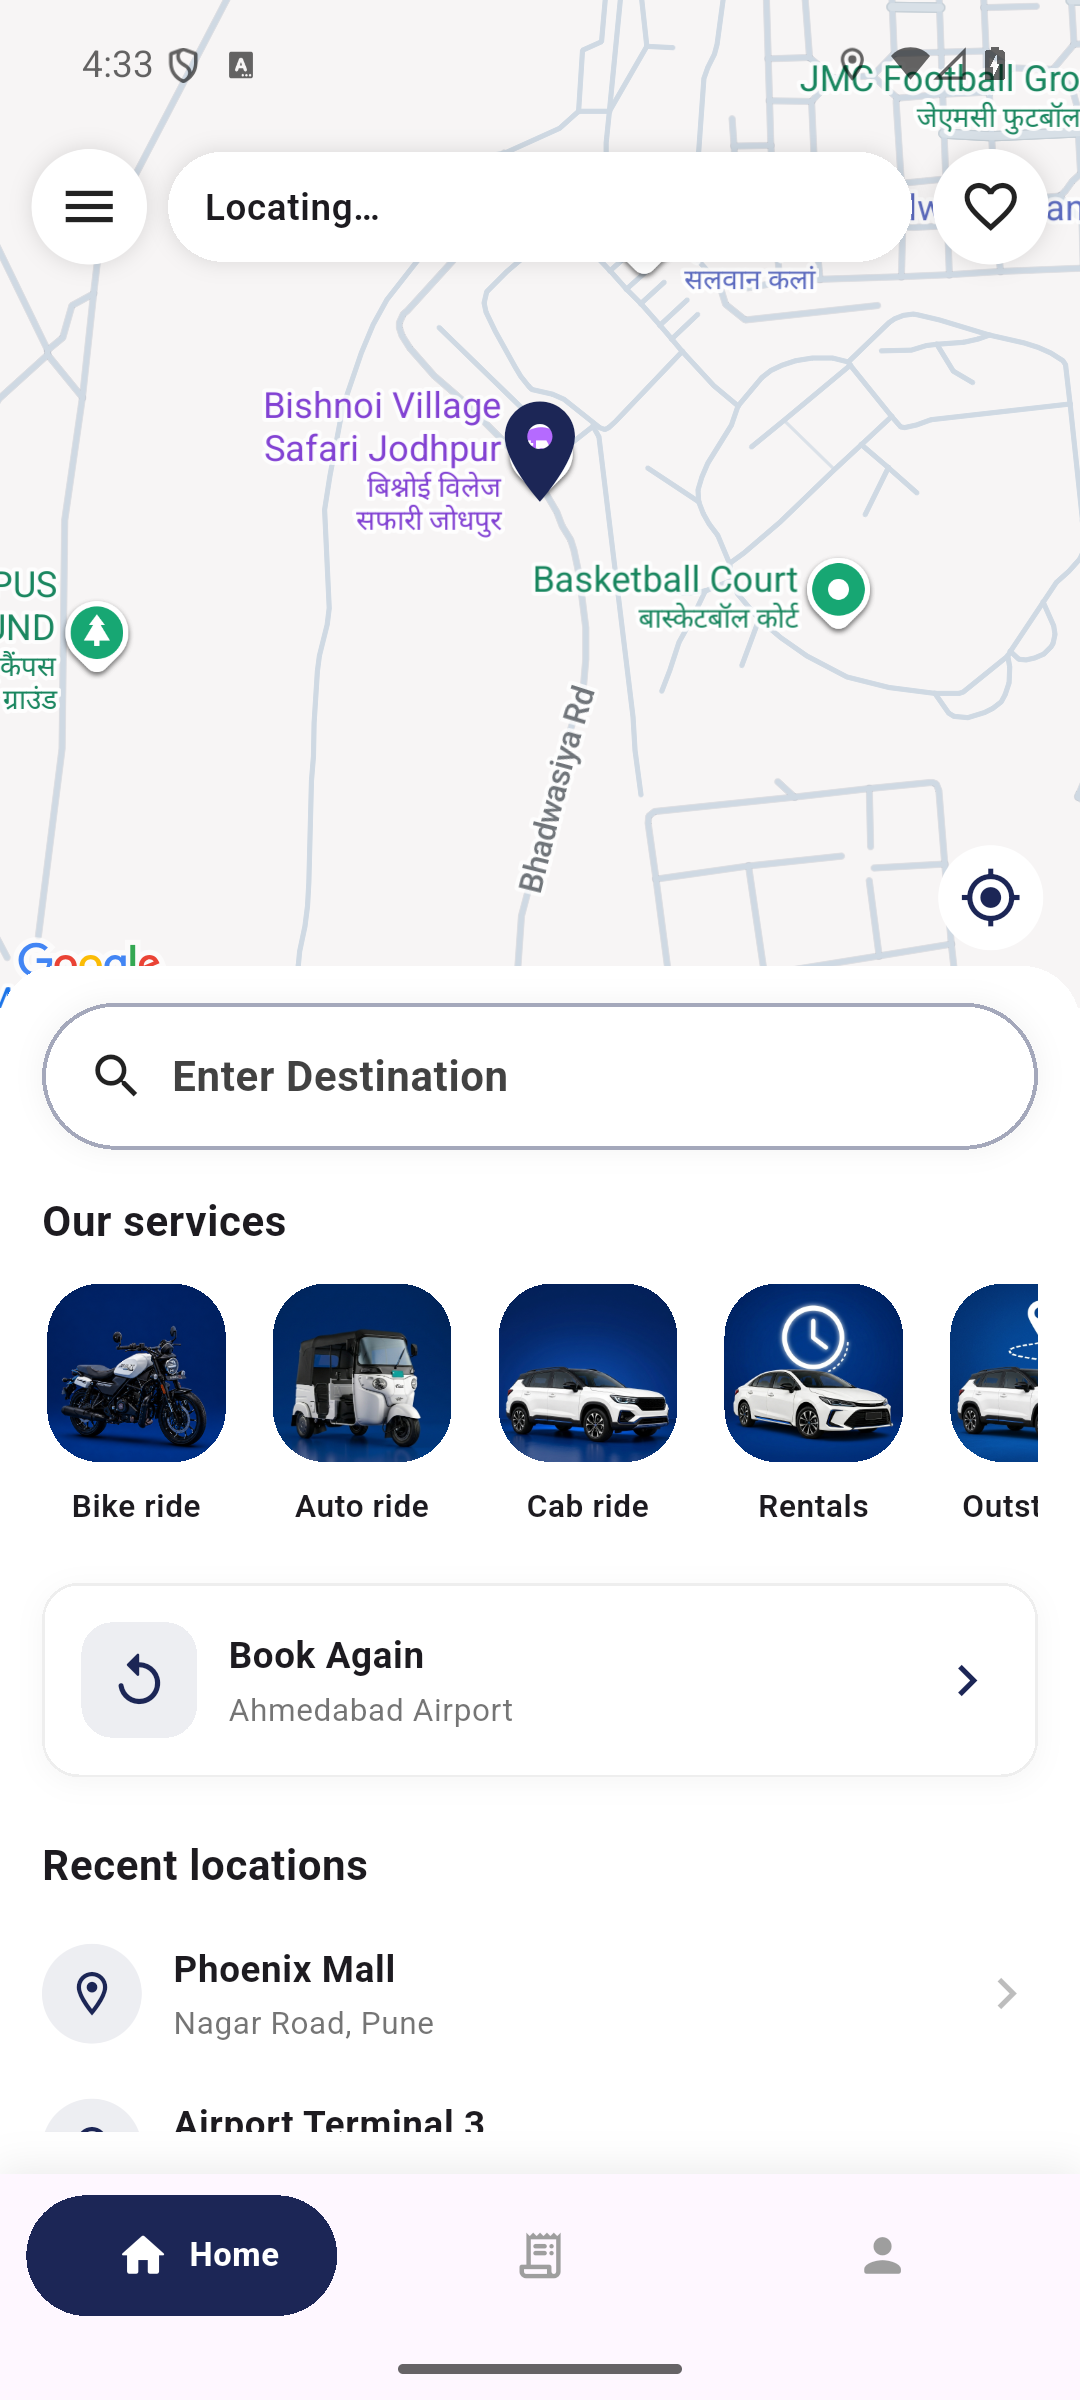 4:33
JMC Football Gro
जेएमसी फुटबॉल
Locating...
सलवान कलां
Bishnoi Village
Safari Jodhpur
बिश्नोई विलेज
सफारी जोधपुर
Basketball Court
बास्केटबॉल कोर्ट
PUS
UND
कैंपस
ग्राउंड
Bhadwasiya Rd
Google
Enter Destination
Our services
Bike ride
Auto ride
Cab ride
Rentals
Outst
Book Again
Ahmedabad Airport
Recent locations
Phoenix Mall
Nagar Road, Pune
Airport Terminal 3
Home